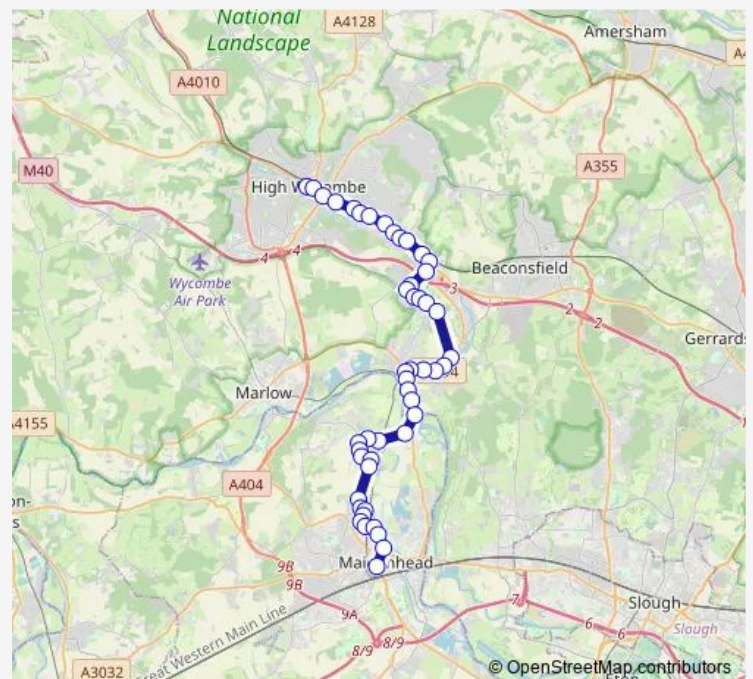 National
Landscape
A4128
Amersham
A4010
A355
M40
High Wycombe
Beaconsfield
Wycombe
Air Park
4
4
3
2
2
Gerrards
Marlow
4155
A404
9B
9B
9A
Maidenhead
Slough
Slough
7
6
6
8/9
8/9
Great Western Main Line
A3032
© OpenStreetMap contributors